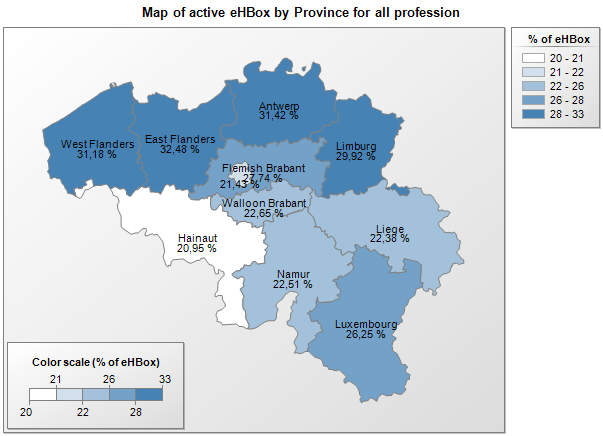 Map of active eHBox by Province for all profession
% of eHBox
20 - 21
21 - 22
22 - 26
26 - 28
28 - 33
Antwerp
31,42 %
West Flanders
31,18 %
East Flanders
32,48 %
Limburg
29,92 %
Flemish Brabant
27,74 %
21,43 %
Walloon Brabant
22,65 %
Liege
22,38 %
Hainaut
20,95 %
Namur
22,51 %
Luxembourg
26,25 %
Color scale (% of eHBox)
21 26 33
20 22 28